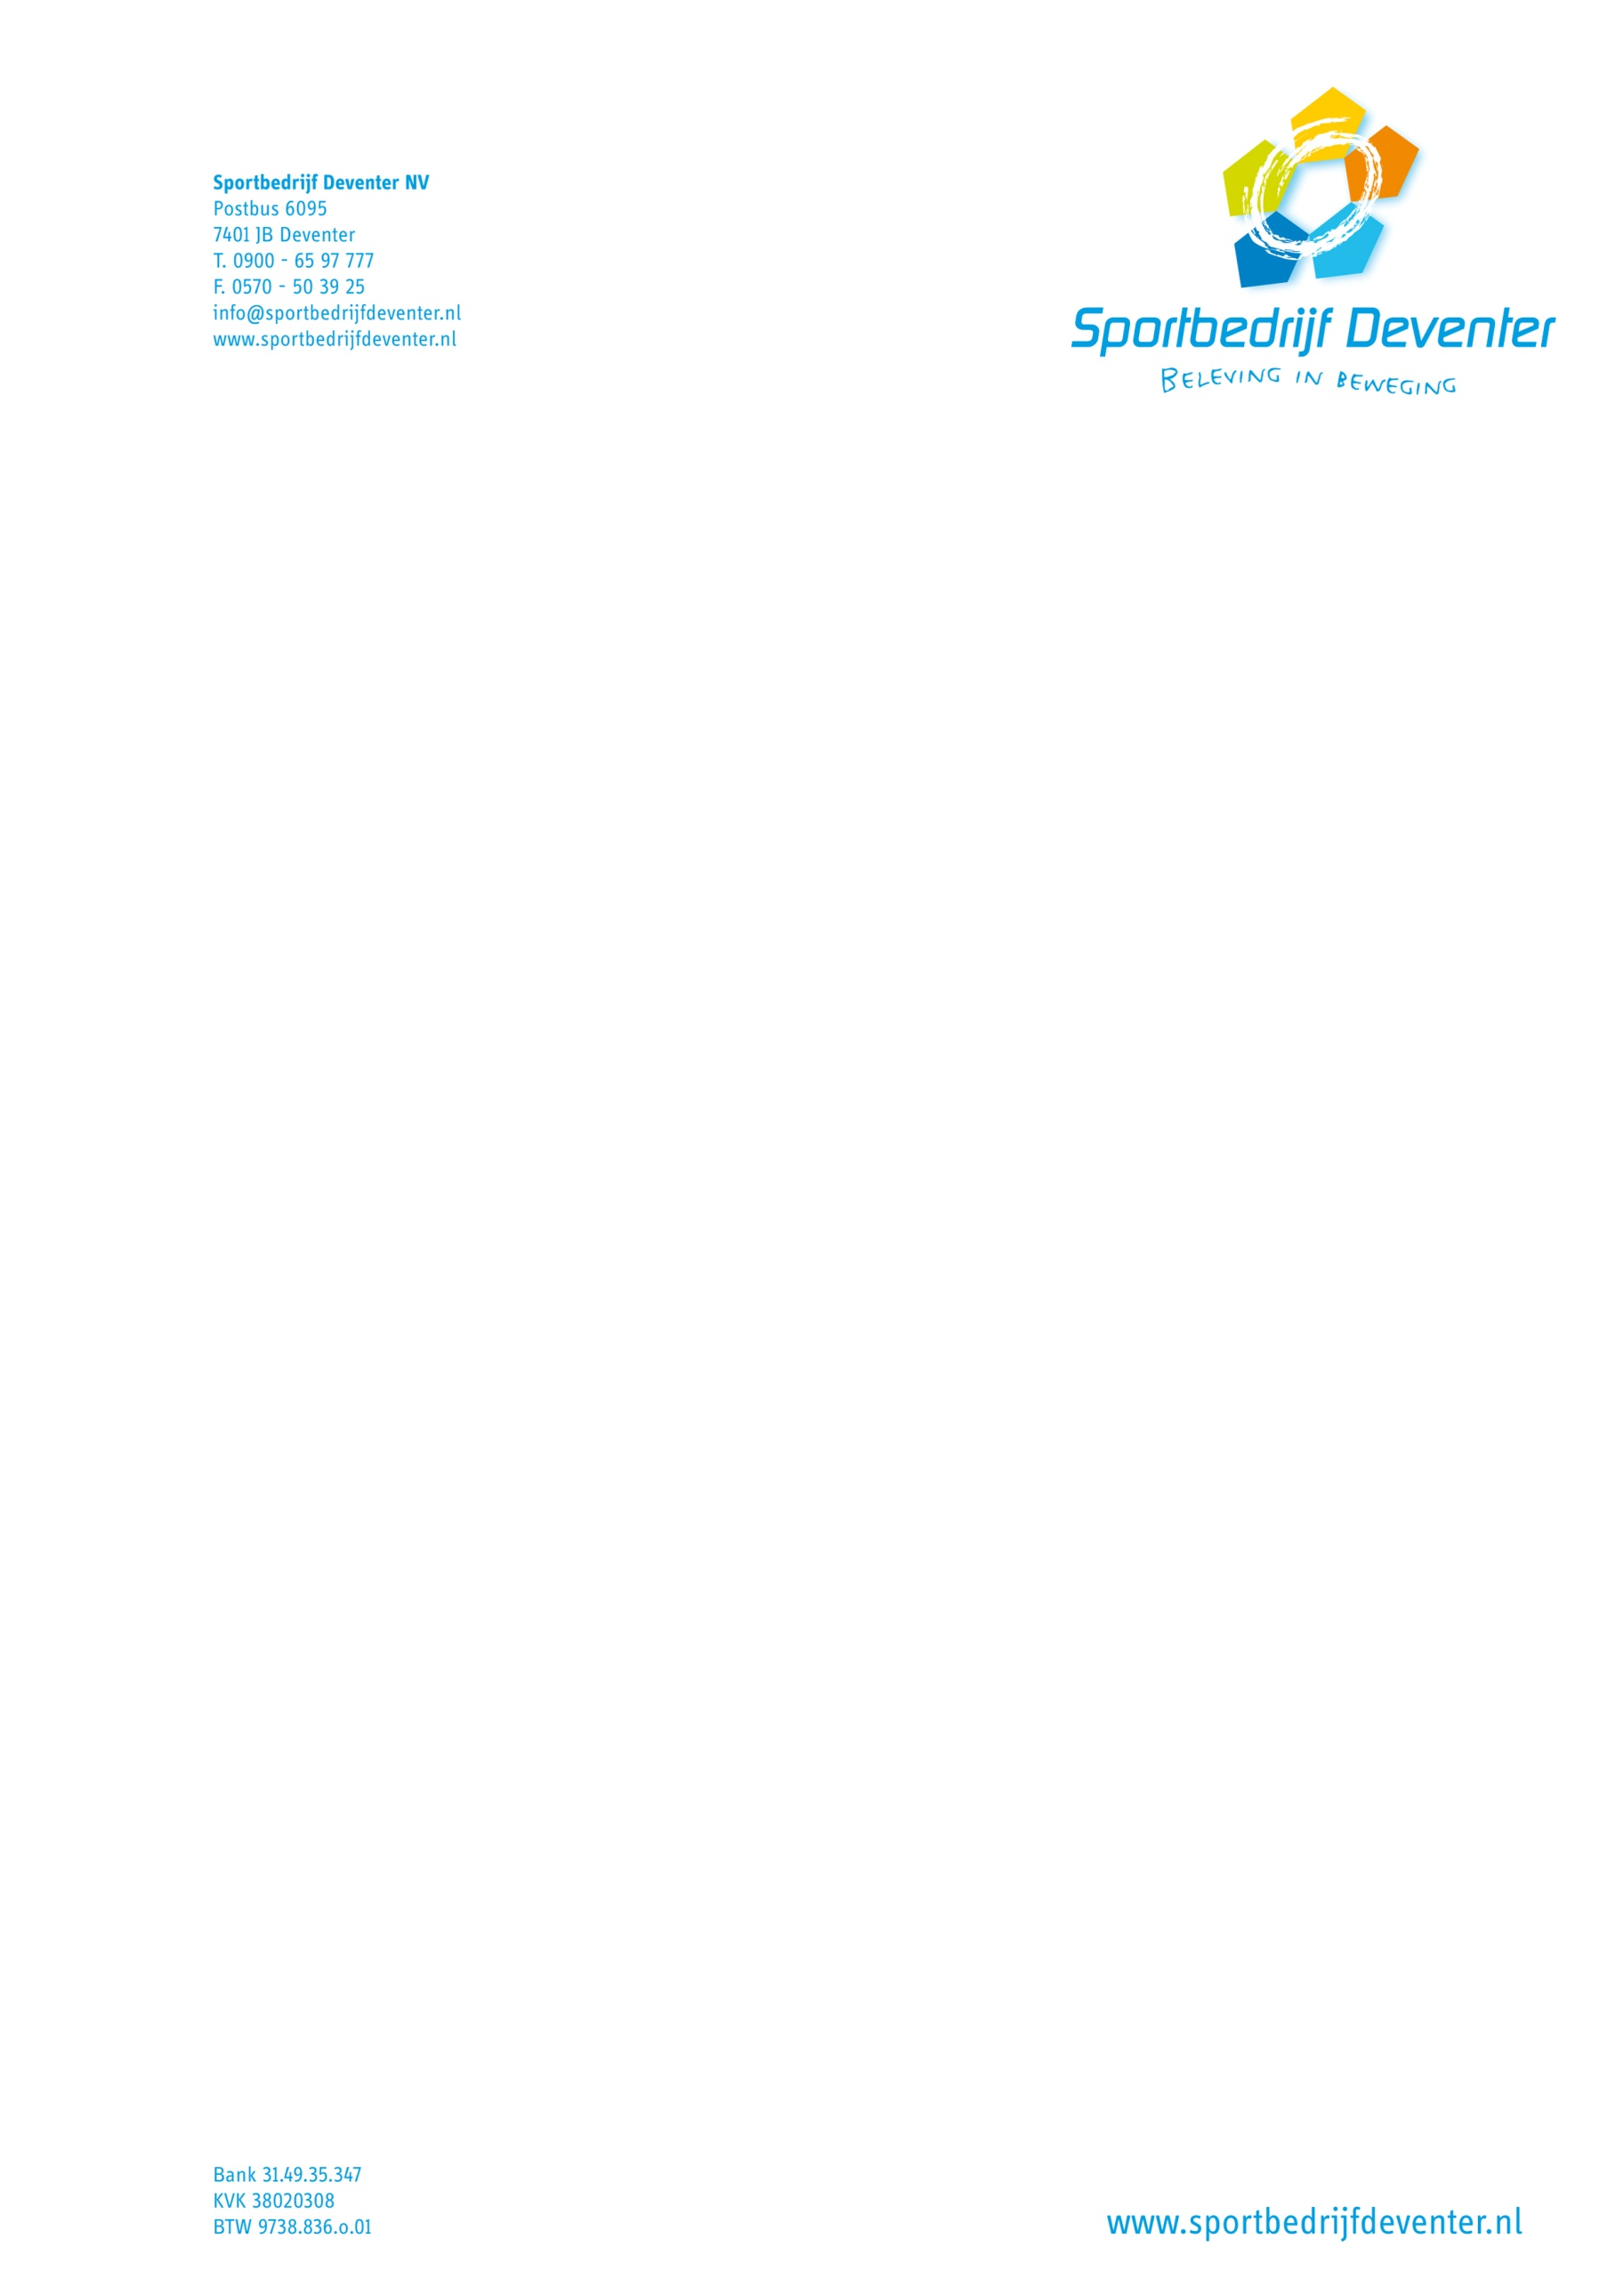 Sportbedrijf Deventer NV
Postbus 6095
7401 JB Deventer
T. 0900 - 65 97 777
F. 0570 - 50 39 25
info@sportbedrijfdeventer.nl
www.sportbedrijfdeventer.nl
Sportbedrijf Deventer
BELEVING IN BEWEGING
Bank 31.49.35.347
KVK 38020308
BTW 9738.836.o.01
www.sportbedrijfdeventer.nl